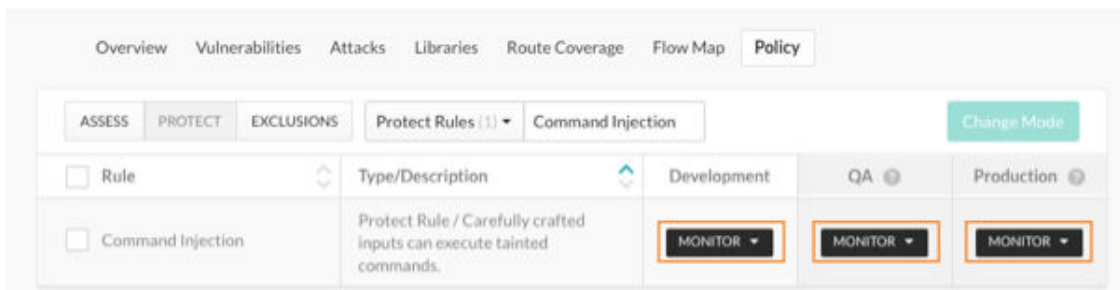 Overview Vulnerabilities Attacks Libraries Route Coverage Flow Map Policy
ASSESS PROTECT EXCLUSIONS Protect Rules (1) Command Injection Change Mode
Rule Type/Description Development QA Production
Command Injection Protect Rule / Carefully crafted
inputs can execute tainted MONITOR MONITOR MONITOR
commands.